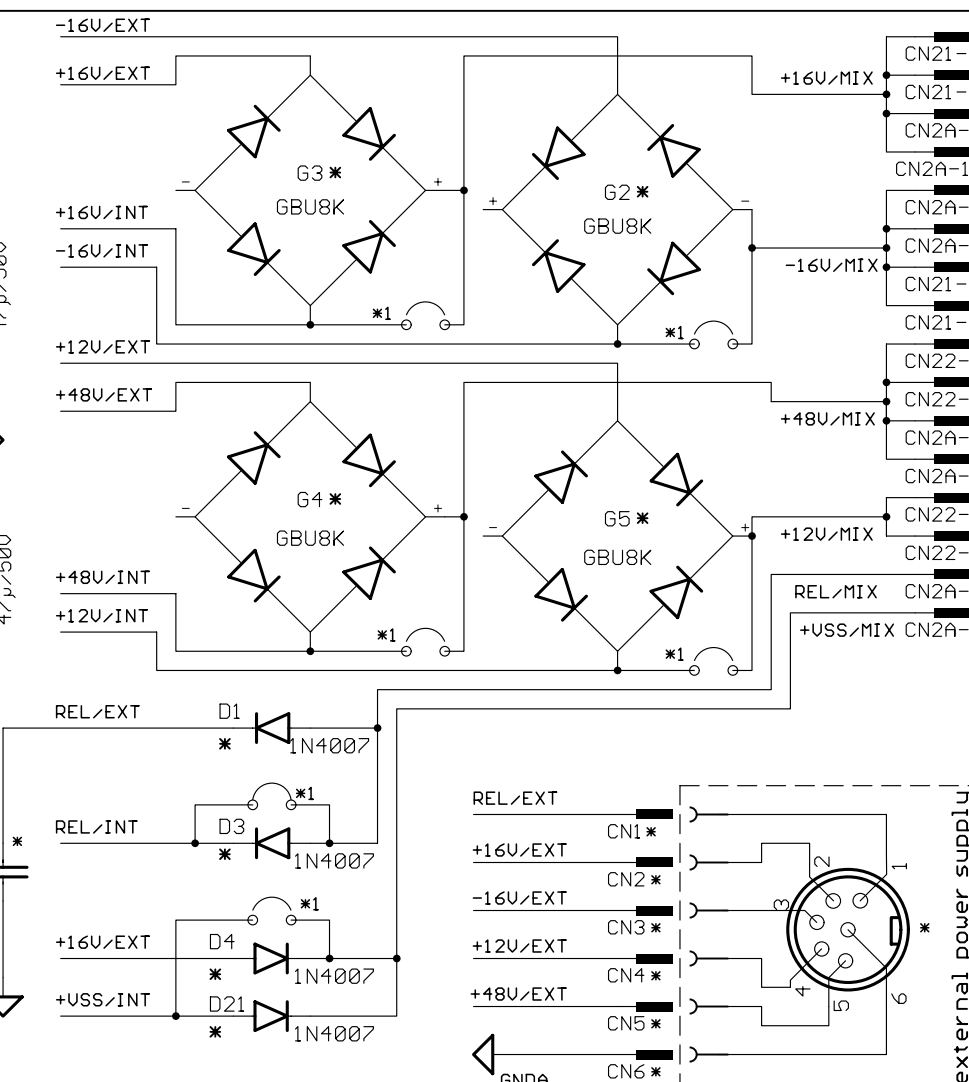 -16V/EXT
+16V/EXT
+16V/MIX
CN21-
CN21-
CN2A-
CN2A-1
G3*
GBU8K
- +
G2*
GBU8K
+ -
+16V/INT
-16V/INT
-16V/MIX
CN2A-
CN2A-
CN21-
CN21-
*1
*1
+12V/EXT
+48V/EXT
+48V/MIX
CN22-
CN22-
CN2A-
CN2A-
G4*
GBU8K
- +
G5*
GBU8K
- +
+12V/MIX
CN22-
CN22-
+48V/INT
+12V/INT
REL/MIX CN2A-
+VSS/MIX CN2A-
*1
*1
47µ/50V
REL/EXT
D1
*
1N4007
REL/INT
D3
*
*1
1N4007
*
+16V/EXT
D4
*
*1
1N4007
+VSS/INT
D21
*
1N4007
REL/EXT
CN1*
+16V/EXT
CN2*
-16V/EXT
CN3*
+12V/EXT
CN4*
+48V/EXT
CN5*
GNDA
CN6*
1
2
3
4
5
6
*
external power supply